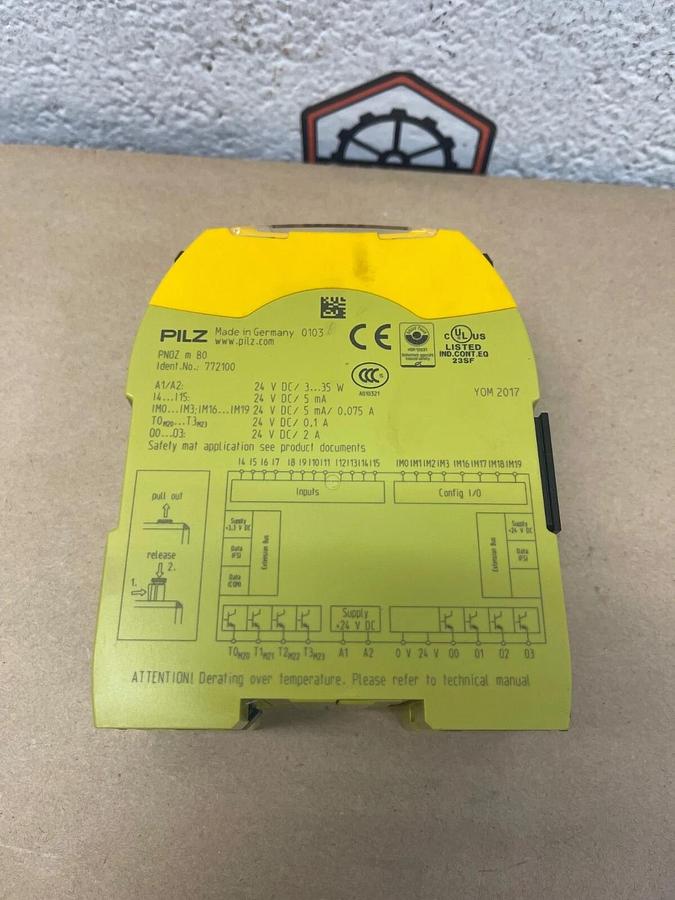 PILZ Made in Germany 0103
www.pilz.com
PNOZ m B0
Ident.No.: 772100
CE
C UL US
LISTED
IND.CONT.EQ
23SF
CCC
A010321
YOM 2017
A1/A2: 24 V DC/ 3...35 W
I4...I15: 24 V DC/ 5 mA
IM0...IM3;IM16...IM19 24 V DC/ 5 mA/ 0.075 A
T0M20...T3M23 24 V DC/ 0.1 A
O0...O3: 24 V DC/ 2 A
Safety mat application see product documents
I4 I5 I6 I7 I8 I9 I10 I11 I12 I13 I14 I15 IM0 IM1 IM2 IM3 IM16 IM17 IM18 IM19
Inputs Config I/O
pull out
release
1. 2.
Supply
+3.3 V DC
Data
(FS)
Data
(COM)
Extension Bus
Extension Bus
Supply
+24 V DC
Data
(FS)
Supply
+24 V DC
T0M20 T1M21 T2M22 T3M23 A1 A2 0 V 24 V O0 O1 O2 O3
ATTENTION! Derating over temperature. Please refer to technical manual